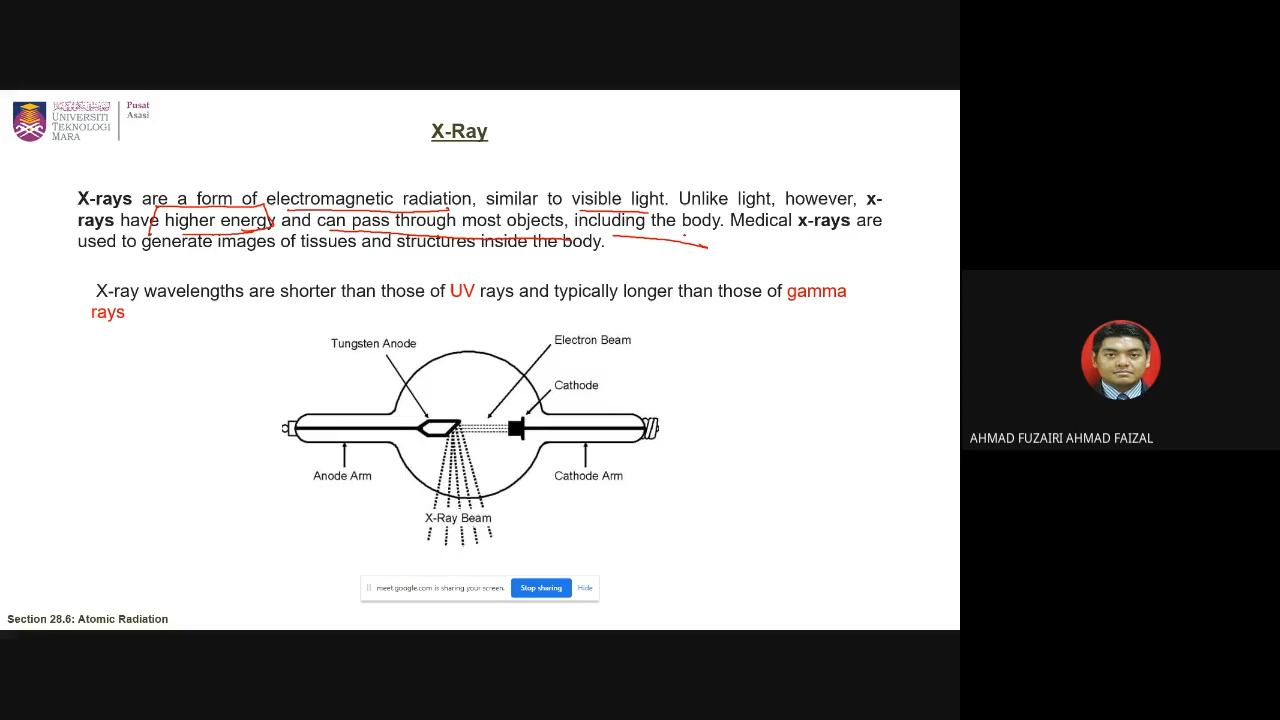 UNIVERSITI
TEKNOLOGI
MARA
Pusat
Asasi
X-Ray
X-rays are a form of electromagnetic radiation, similar to visible light. Unlike light, however, x-
rays have higher energy and can pass through most objects, including the body. Medical x-rays are
used to generate images of tissues and structures inside the body.
X-ray wavelengths are shorter than those of UV rays and typically longer than those of gamma
rays
Tungsten Anode
Electron Beam
Cathode
Anode Arm
Cathode Arm
X-Ray Beam
meet.google.com is sharing your screen.
Stop sharing
Hide
Section 28.6: Atomic Radiation
AHMAD FUZAIRI AHMAD FAIZAL